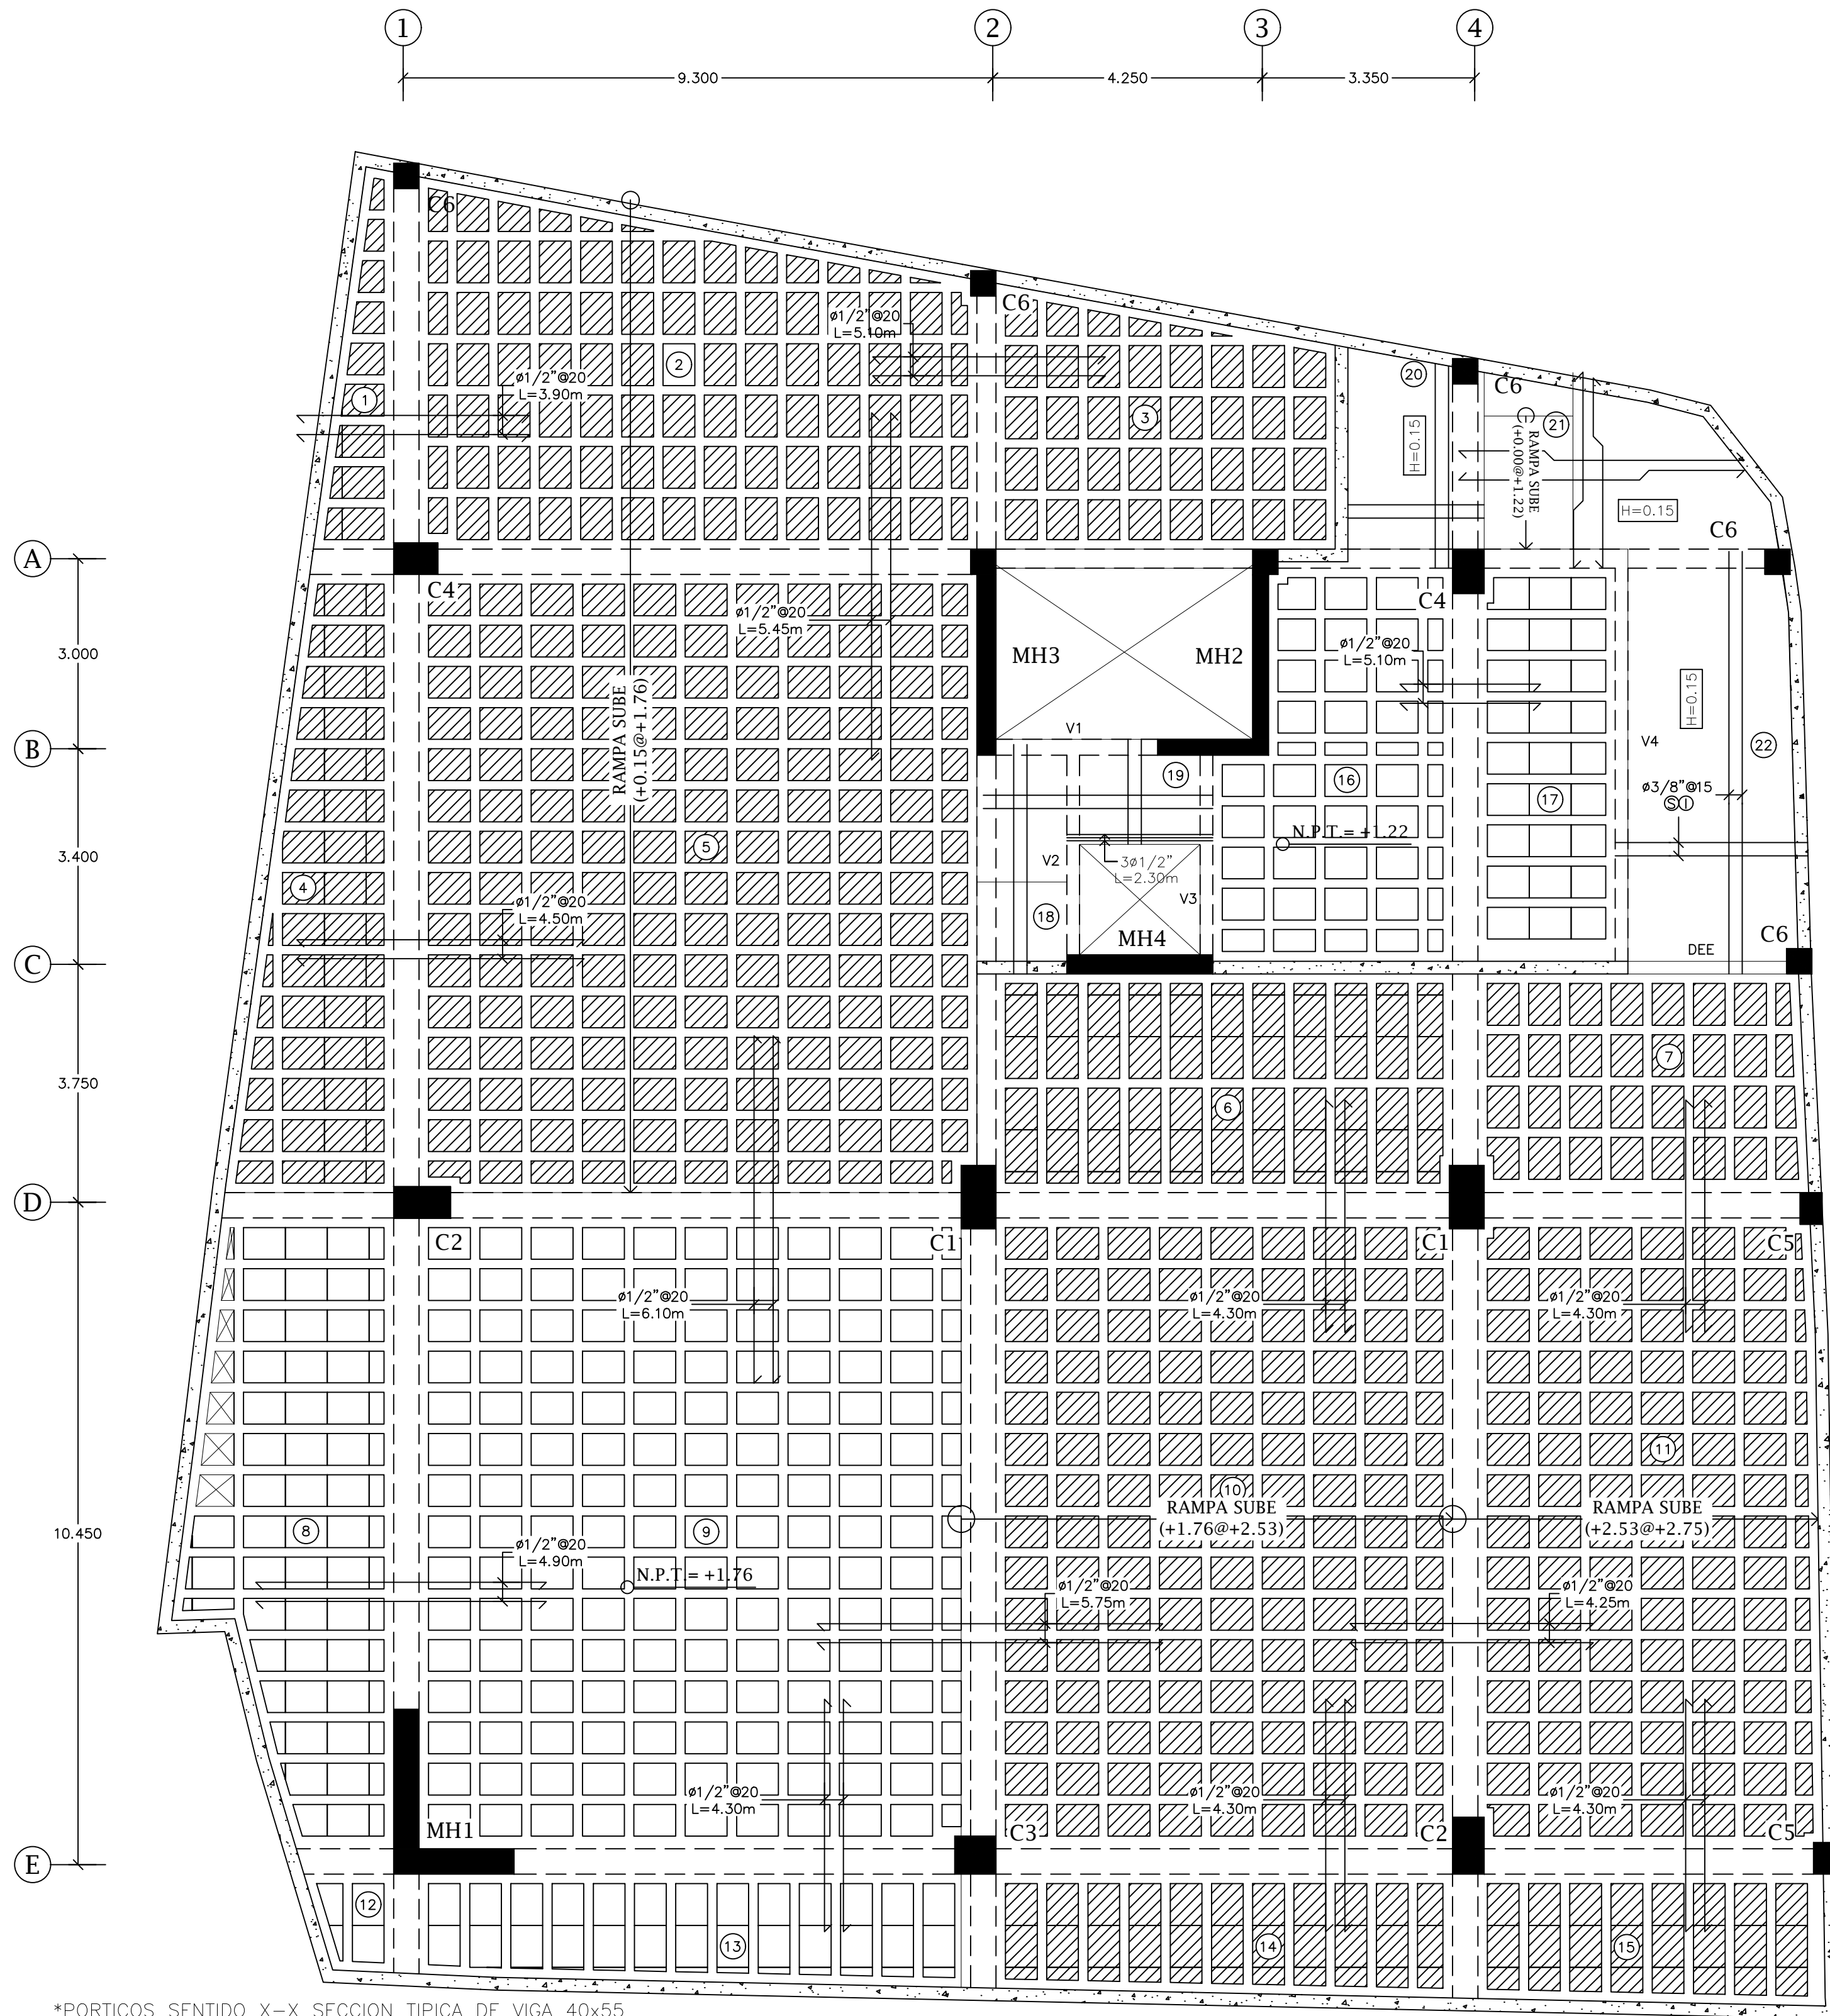 1
2
3
4
9.300
4.250
3.350
C6
C6
ø1/2"@20
L=5.10m
2
ø1/2"@20
L=3.90m
1
3
20
C6
21
H=0.15
RAMPA SUBE
(+0.00@+1.22)
H=0.15
C6
A
C4
C4
ø1/2"@20
L=5.45m
MH3
MH2
ø1/2"@20
L=5.10m
3.000
RAMPA SUBE
(+0.15@+1.76)
H=0.15
V1
V4
22
B
19
16
17
ø3/8"@15
S I
N.P.T.= +1.22
5
3.400
V2
3ø1/2"
L=2.30m
4
V3
18
ø1/2"@20
L=4.50m
MH4
C6
DEE
C
7
3.750
6
D
C2
C1
C1
C5
ø1/2"@20
L=6.10m
ø1/2"@20
L=4.30m
ø1/2"@20
L=4.30m
11
10
RAMPA SUBE
(+1.76@+2.53)
RAMPA SUBE
(+2.53@+2.75)
10.450
8
9
ø1/2"@20
L=4.90m
N.P.T.= +1.76
ø1/2"@20
L=5.75m
ø1/2"@20
L=4.25m
ø1/2"@20
L=4.30m
ø1/2"@20
L=4.30m
ø1/2"@20
L=4.30m
MH1
C3
C2
C5
E
12
13
14
15
*PORTICOS SENTIDO X-X SECCION TIPICA DE VIGA 40x55